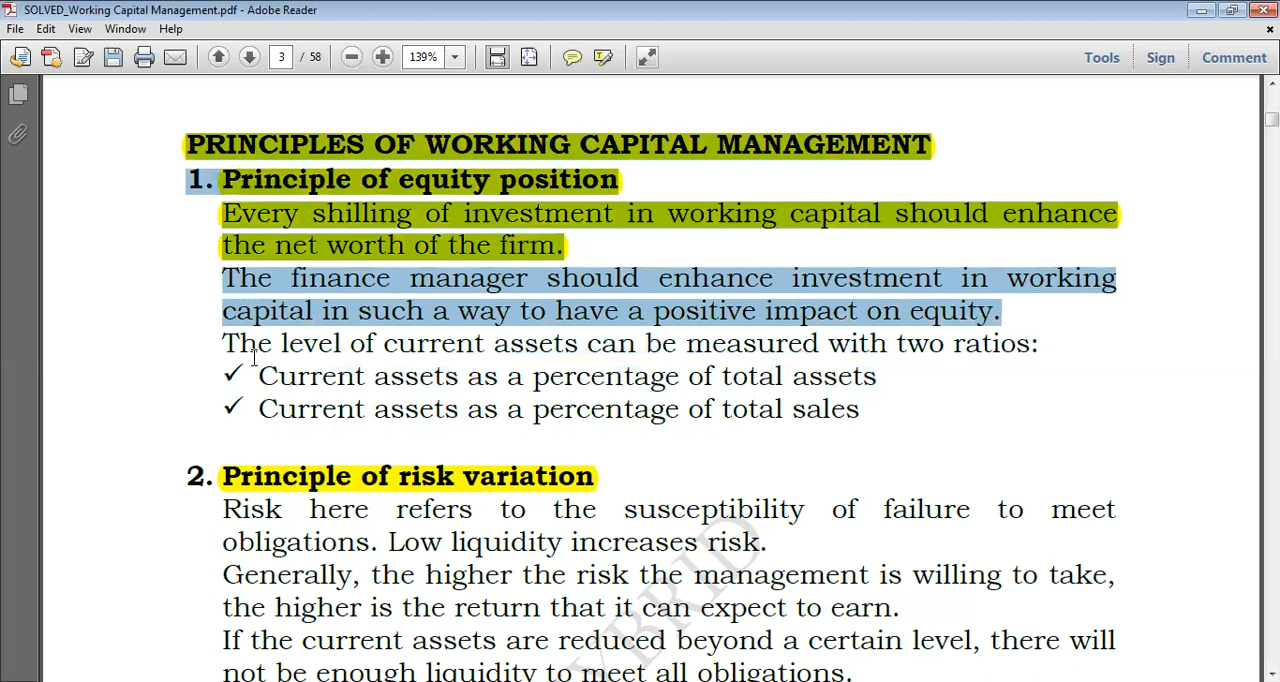 SOLVED_Working Capital Management.pdf - Adobe Reader
File Edit View Window Help
3 / 58 139% Tools Sign Comment
PRINCIPLES OF WORKING CAPITAL MANAGEMENT
1. Principle of equity position
Every shilling of investment in working capital should enhance
the net worth of the firm.
The finance manager should enhance investment in working
capital in such a way to have a positive impact on equity.
The level of current assets can be measured with two ratios:
✓ Current assets as a percentage of total assets
✓ Current assets as a percentage of total sales
2. Principle of risk variation
Risk here refers to the susceptibility of failure to meet
obligations. Low liquidity increases risk.
Generally, the higher the risk the management is willing to take,
the higher is the return that it can expect to earn.
If the current assets are reduced beyond a certain level, there will
not be enough liquidity to meet all obligations.
YBRID